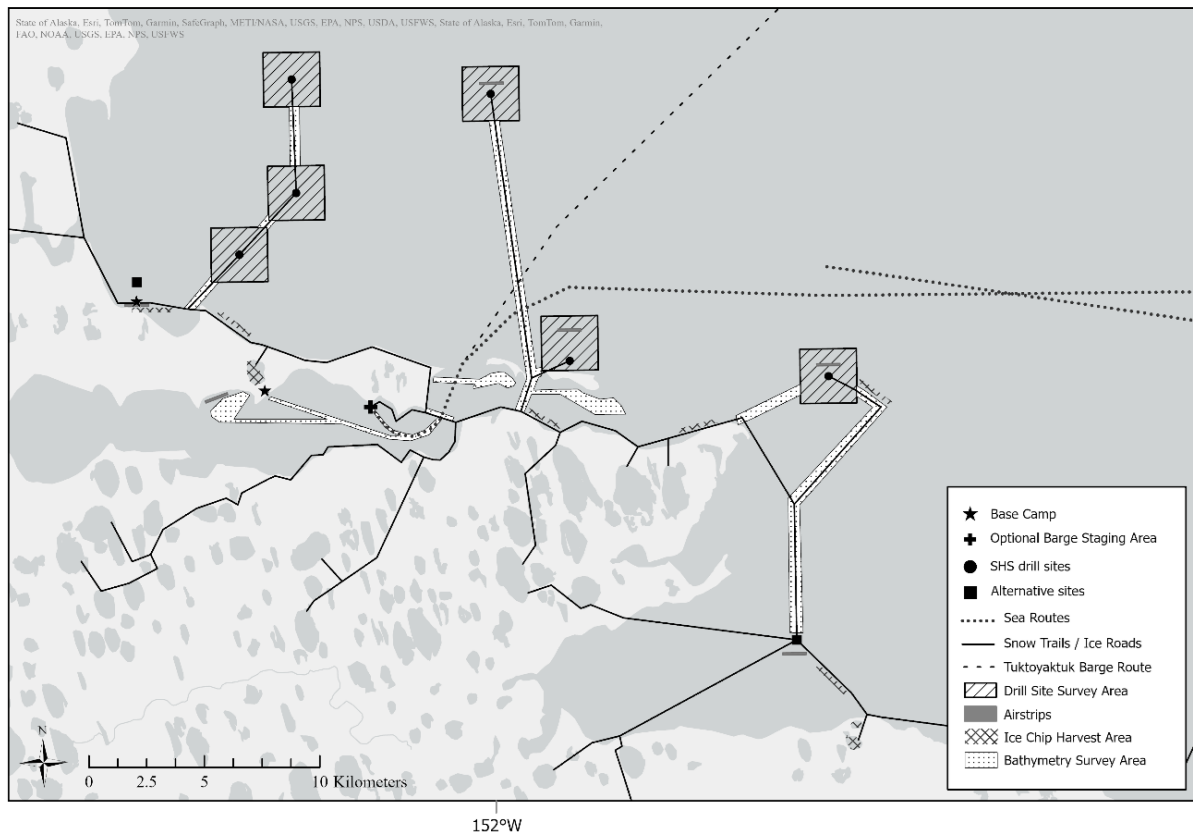 State of Alaska, Esri, TomTom, Garmin, SafeGraph, METI/NASA, USGS, EPA, NPS, USDA, USFWS, State of Alaska, Esri, TomTom, Garmin,
FAO, NOAA, USGS, EPA, NPS, USFWS
Base Camp
Optional Barge Staging Area
SHS drill sites
Alternative sites
Sea Routes
Snow Trails / Ice Roads
Tuktoyaktuk Barge Route
Drill Site Survey Area
Airstrips
Ice Chip Harvest Area
Bathymetry Survey Area
N
0 2.5 5 10 Kilometers
152°W